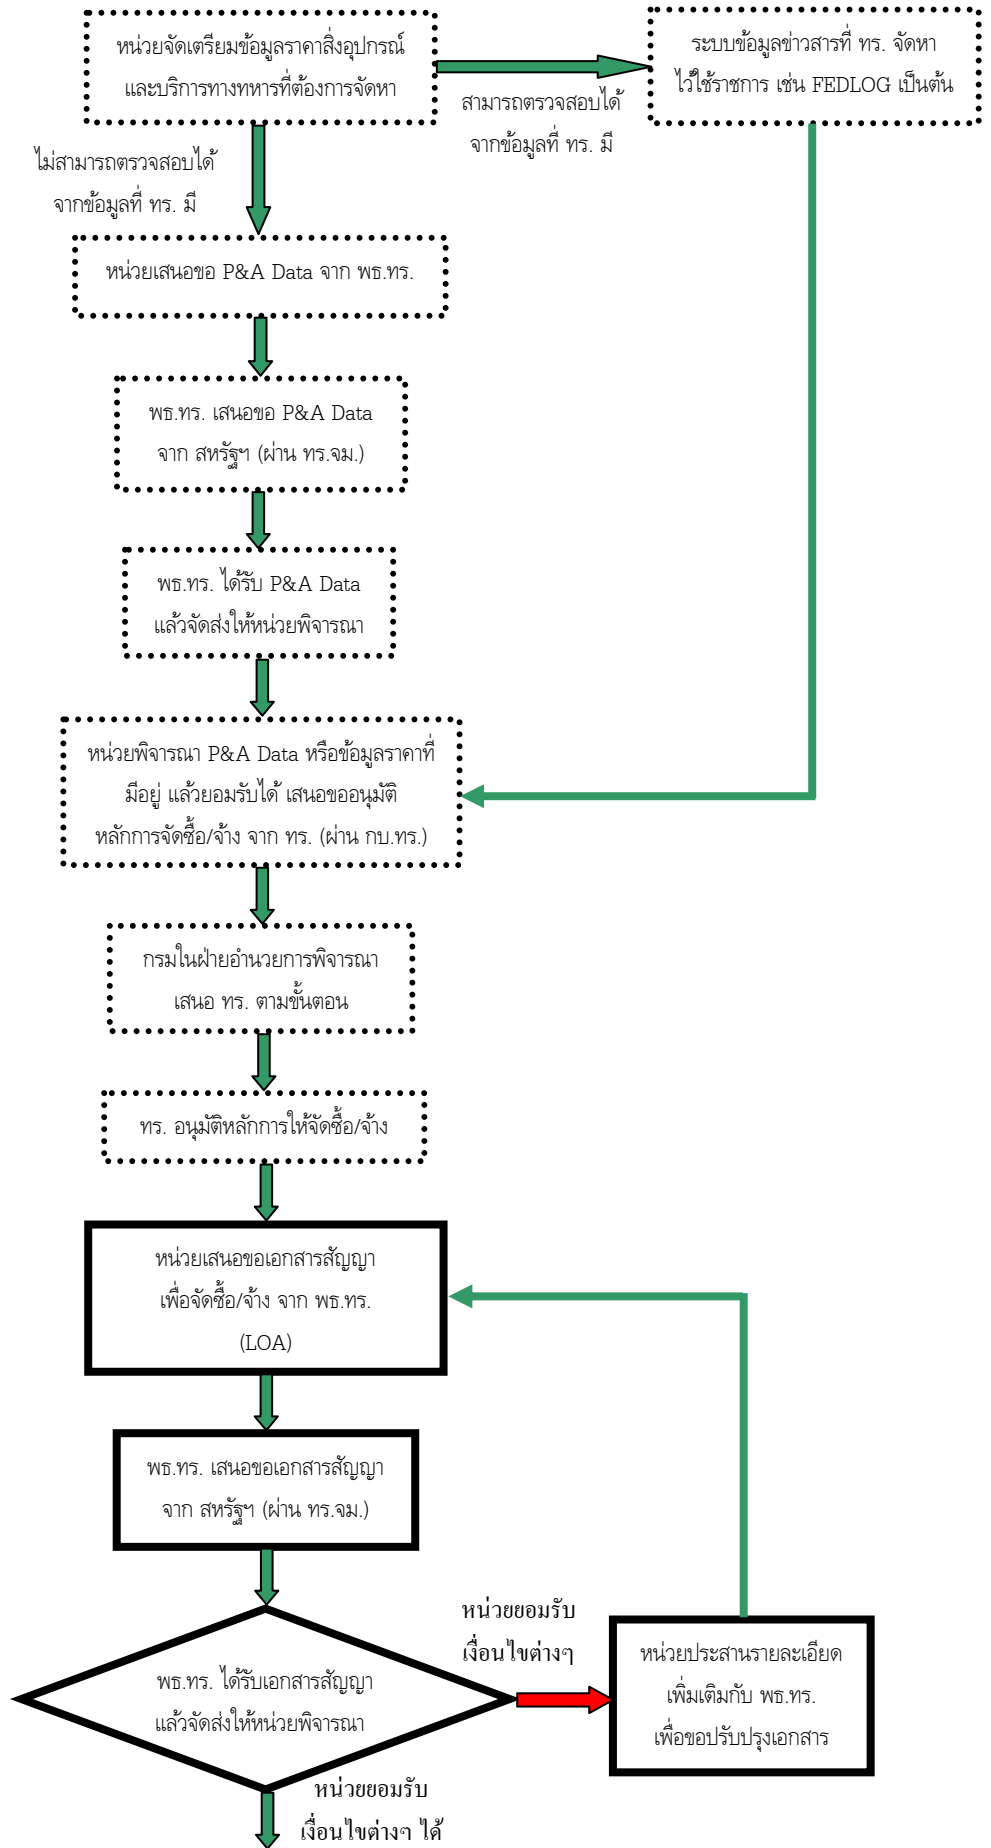 หน่วยจัดเตรียมข้อมูลราคาสิ่งอุปกรณ์
และบริการทางทหารที่ต้องการจัดหา
ระบบข้อมูลข่าวสารที่ ทร. จัดหา
ไว้ใช้ราชการ เช่น FEDLOG เป็นต้น
สามารถตรวจสอบได้
จากข้อมูลที่ ทร. มี
ไม่สามารถตรวจสอบได้
จากข้อมูลที่ ทร. มี
หน่วยเสนอขอ P&A Data จาก พธ.ทร.
พธ.ทร. เสนอขอ P&A Data
จาก สหรัฐฯ (ผ่าน ทร.จม.)
พธ.ทร. ได้รับ P&A Data
แล้วจัดส่งให้หน่วยพิจารณา
หน่วยพิจารณา P&A Data หรือข้อมูลราคาที่
มีอยู่ แล้วยอมรับได้ เสนอขออนุมัติ
หลักการจัดซื้อ/จ้าง จาก ทร. (ผ่าน กบ.ทร.)
กรมในฝ่ายอำนวยการพิจารณา
เสนอ ทร. ตามขั้นตอน
ทร. อนุมัติหลักการให้จัดซื้อ/จ้าง
หน่วยเสนอขอเอกสารสัญญา
เพื่อจัดซื้อ/จ้าง จาก พธ.ทร.
(LOA)
พธ.ทร. เสนอขอเอกสารสัญญา
จาก สหรัฐฯ (ผ่าน ทร.จม.)
พธ.ทร. ได้รับเอกสารสัญญา
แล้วจัดส่งให้หน่วยพิจารณา
หน่วยยอมรับ
เงื่อนไขต่างๆ
หน่วยประสานรายละเอียด
เพิ่มเติมกับ พธ.ทร.
เพื่อขอปรับปรุงเอกสาร
หน่วยยอมรับ
เงื่อนไขต่างๆ ได้